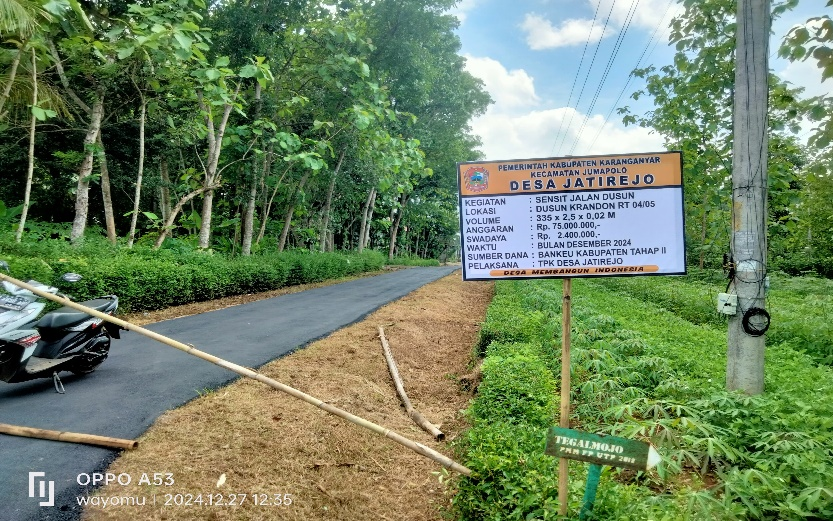 PEMERINTAH KABUPATEN KARANGANYAR
KECAMATAN JUMAPOLO
DESA JATIREJO
KEGIATAN : SENSIT JALAN DUSUN
LOKASI : DUSUN KRANDON RT 04/05
VOLUME : 335 x 2,5 x 0,02 M
ANGGARAN : Rp. 75.000.000,-
SWADAYA : Rp. 2.400.000,-
WAKTU : BULAN DESEMBER 2024
SUMBER DANA : BANKEU KABUPATEN TAHAP II
PELAKSANA : TPK DESA JATIREJO
DESA MEMBANGUN INDONESIA
TEGALMOJO
OPPO A53
wayomu 2024.12.27 12:35